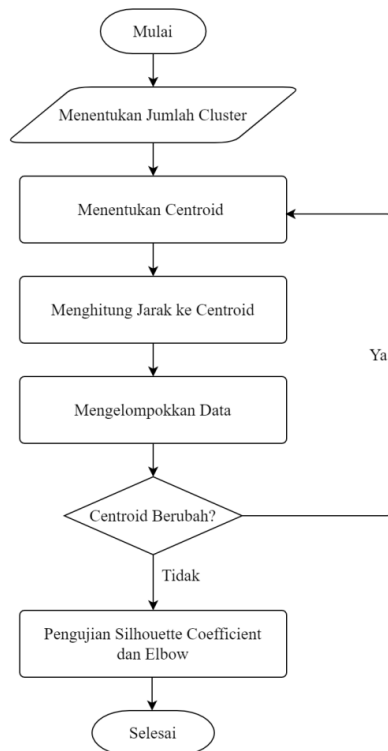 Mulai
Menentukan Jumlah Cluster
Menentukan Centroid
Menghitung Jarak ke Centroid
Ya
Mengelompokkan Data
Centroid Berubah?
Tidak
Pengujian Silhouette Coefficient
dan Elbow
Selesai